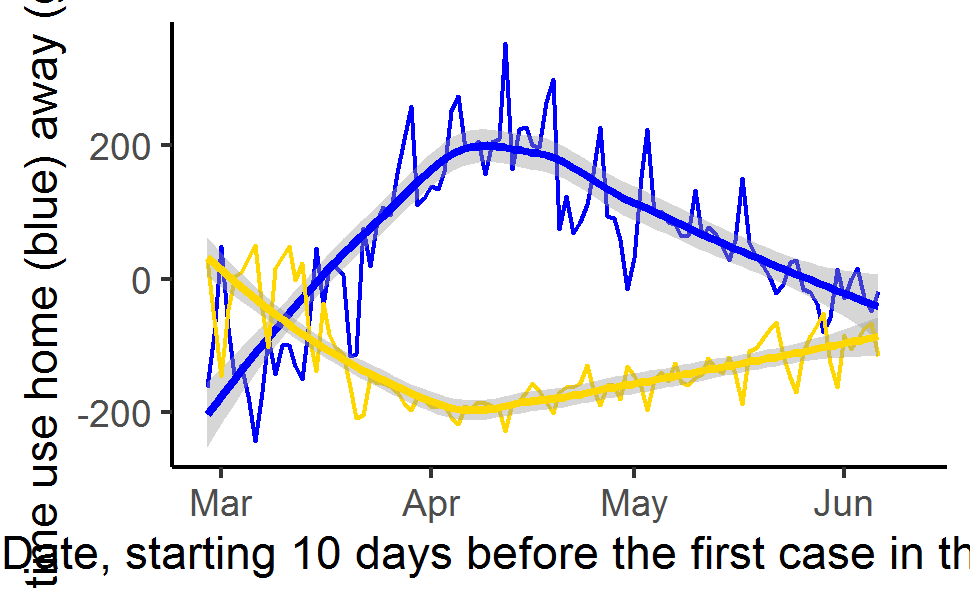 time use home (blue) away (
200
0
-200
Mar Apr May Jun
Date, starting 10 days before the first case in th